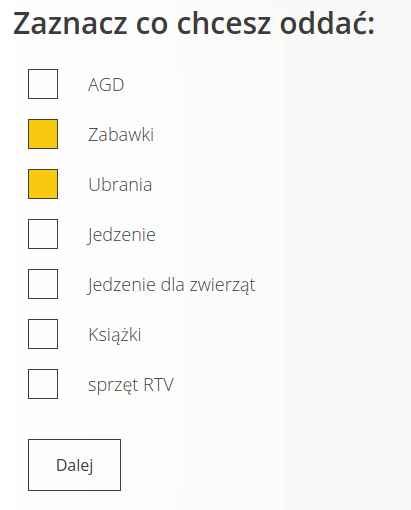 Zaznacz co chcesz oddać:
AGD
Zabawki
Ubrania
Jedzenie
Jedzenie dla zwierząt
Książki
sprzęt RTV
Dalej